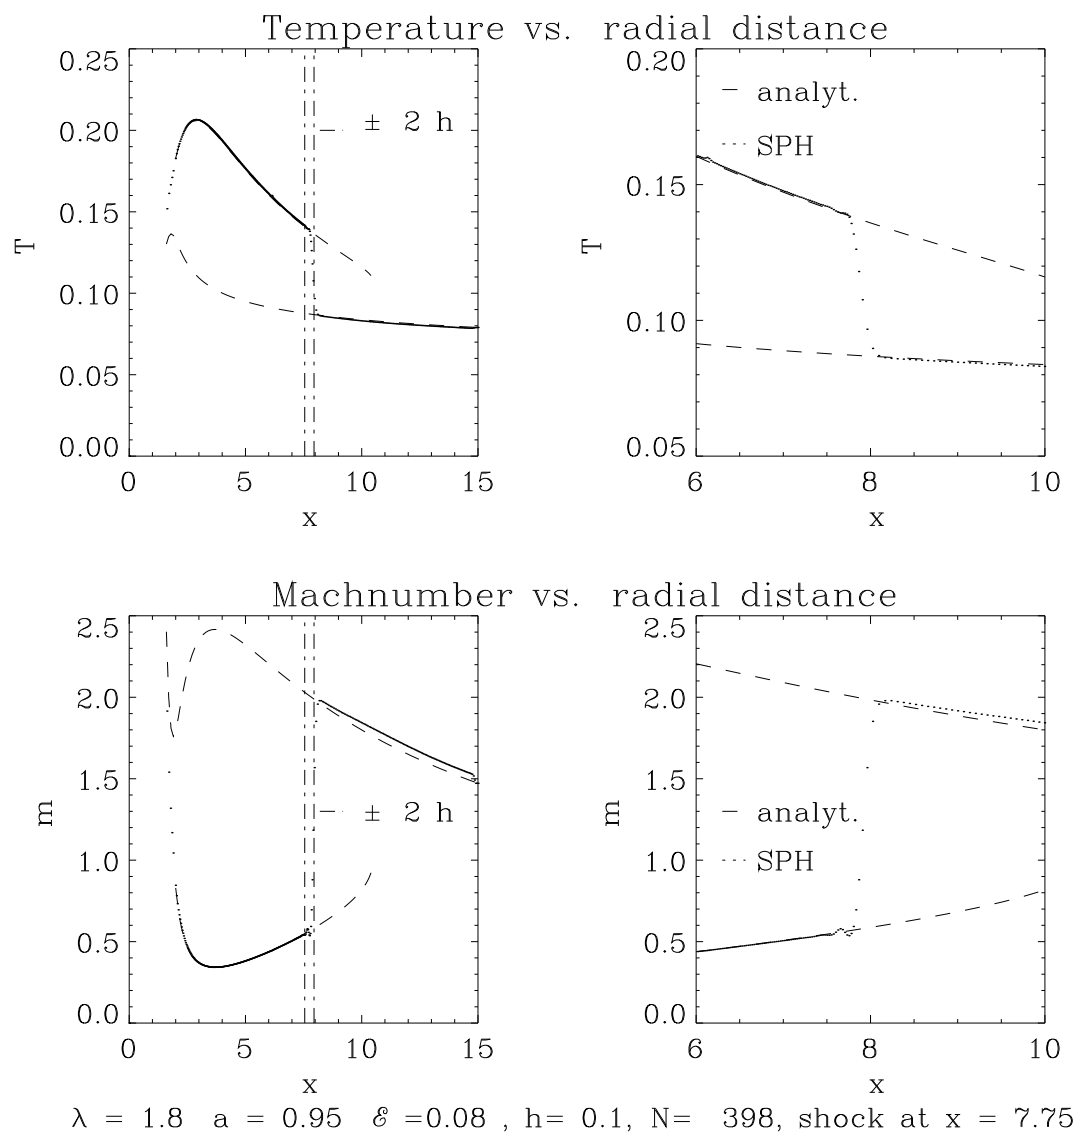 Temperature vs. radial distance
0.25
0.20
0.15
0.10
0.05
0.00
T
± 2 h
0 5 10 15
x
0.20
0.15
0.10
0.05
T
analyt.
SPH
6 8 10
x
Machnumber vs. radial distance
2.5
2.0
1.5
1.0
0.5
0.0
m
± 2 h
0 5 10 15
x
2.5
2.0
1.5
1.0
0.5
0.0
m
analyt.
SPH
6 8 10
x
λ = 1.8 a = 0.95 ℰ =0.08 , h= 0.1, N= 398, shock at x = 7.75